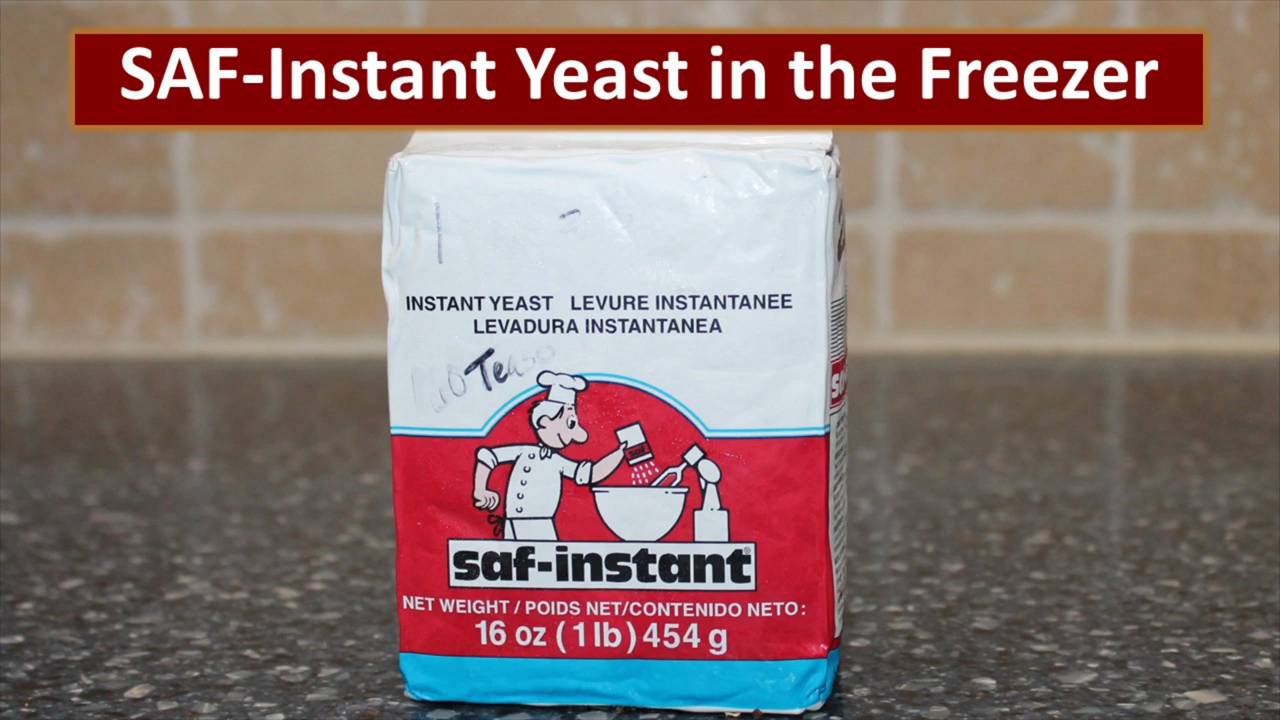 SAF-Instant Yeast in the Freezer
INSTANT YEAST LEVURE INSTANTANEE
LEVADURA INSTANTANEA
saf-instant®
NET WEIGHT / POIDS NET/CONTENIDO NETO:
16 oz (1 lb) 454 g